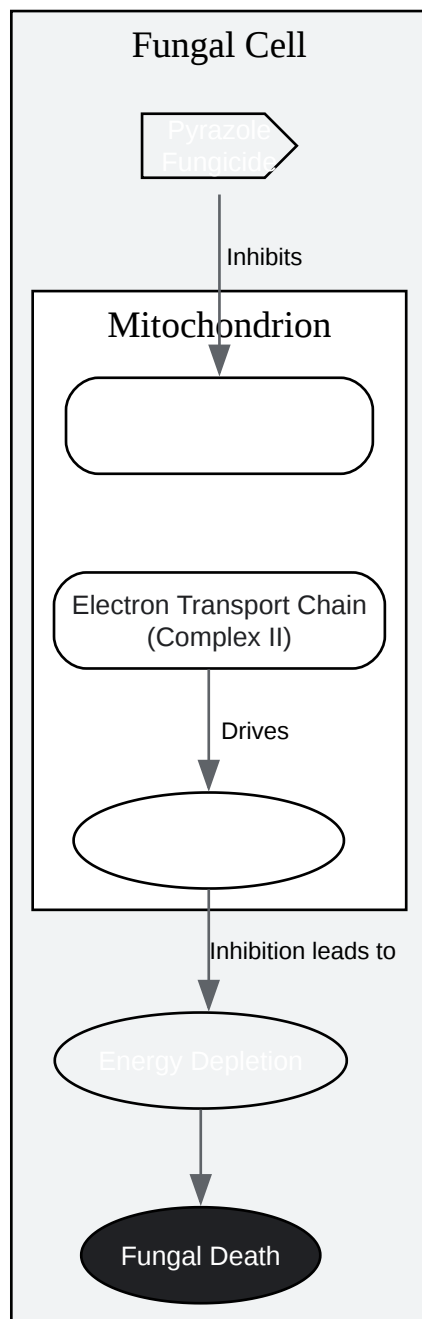 Fungal Cell
Pyrazole
Fungicide
Inhibits
Mitochondrion
Electron Transport Chain
(Complex II)
Drives
Inhibition leads to
Energy Depletion
Fungal Death